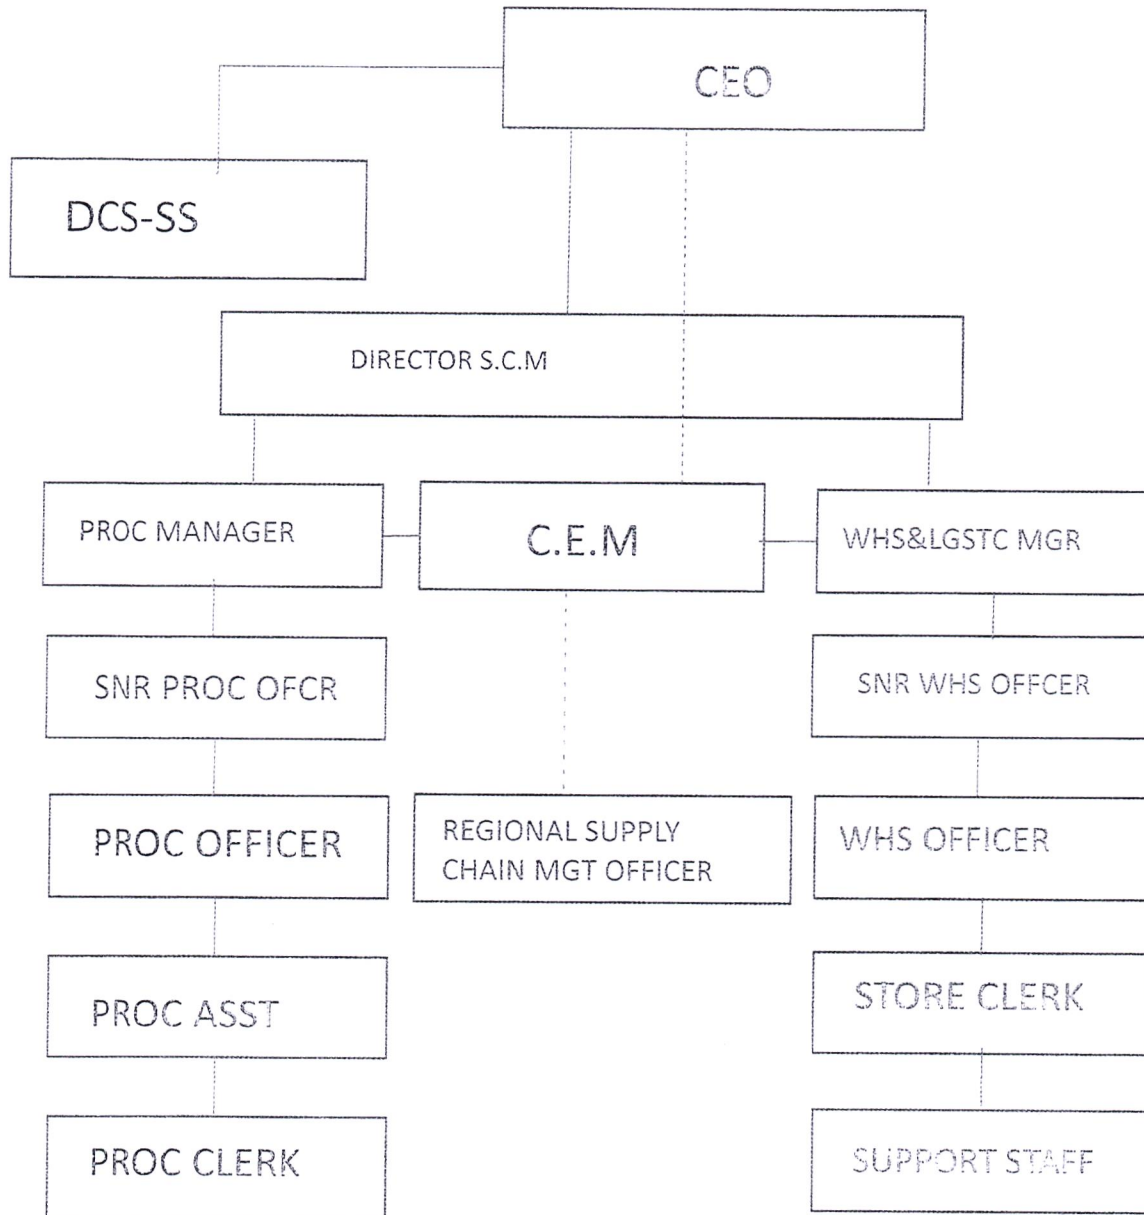 CEO
DCS-SS
DIRECTOR S.C.M
PROC MANAGER
C.E.M
WHS&LGSTC MGR
SNR PROC OFCR
SNR WHS OFFCER
PROC OFFICER
REGIONAL SUPPLY
CHAIN MGT OFFICER
WHS OFFICER
PROC ASST
STORE CLERK
PROC CLERK
SUPPORT STAFF